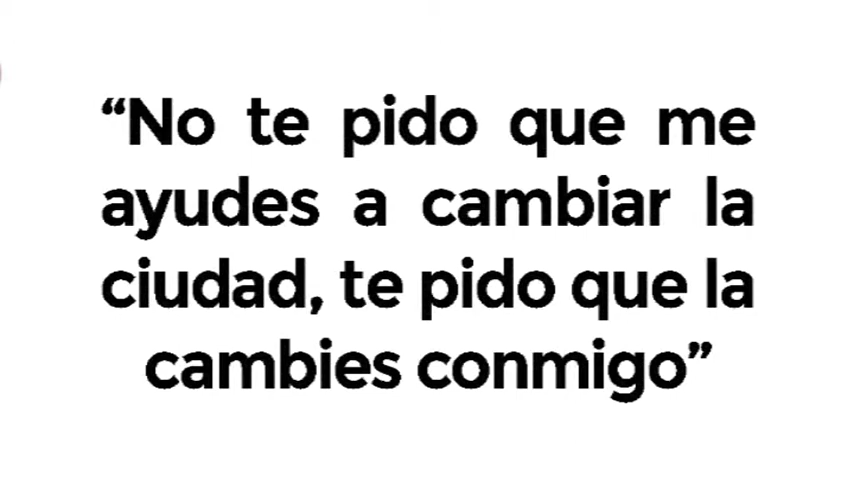 “No te pido que me
ayudes a cambiar la
ciudad, te pido que la
cambies conmigo”